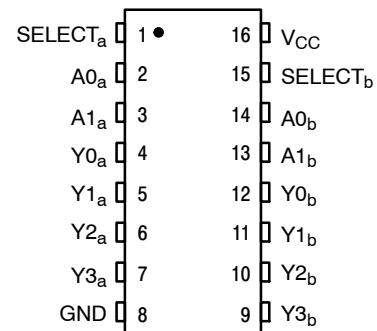 SELECTa 1 16 VCC
A0a 2 15 SELECTb
A1a 3 14 A0b
Y0a 4 13 A1b
Y1a 5 12 Y0b
Y2a 6 11 Y1b
Y3a 7 10 Y2b
GND 8 9 Y3b